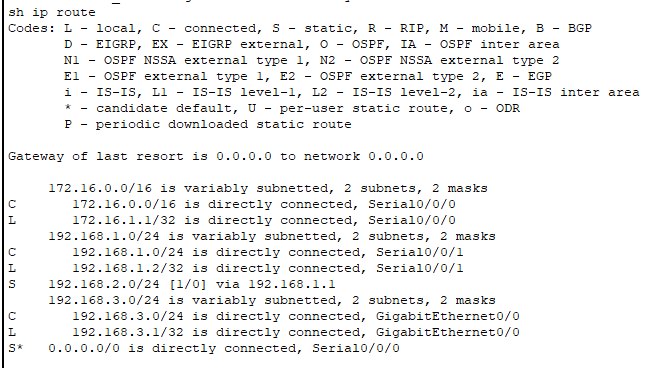 sh ip route
Codes: L - local, C - connected, S - static, R - RIP, M - mobile, B - BGP
       D - EIGRP, EX - EIGRP external, O - OSPF, IA - OSPF inter area
       N1 - OSPF NSSA external type 1, N2 - OSPF NSSA external type 2
       E1 - OSPF external type 1, E2 - OSPF external type 2, E - EGP
       i - IS-IS, L1 - IS-IS level-1, L2 - IS-IS level-2, ia - IS-IS inter area
       * - candidate default, U - per-user static route, o - ODR
       P - periodic downloaded static route

Gateway of last resort is 0.0.0.0 to network 0.0.0.0

     172.16.0.0/16 is variably subnetted, 2 subnets, 2 masks
C       172.16.0.0/16 is directly connected, Serial0/0/0
L       172.16.1.1/32 is directly connected, Serial0/0/0
     192.168.1.0/24 is variably subnetted, 2 subnets, 2 masks
C       192.168.1.0/24 is directly connected, Serial0/0/1
L       192.168.1.2/32 is directly connected, Serial0/0/1
S    192.168.2.0/24 [1/0] via 192.168.1.1
     192.168.3.0/24 is variably subnetted, 2 subnets, 2 masks
C       192.168.3.0/24 is directly connected, GigabitEthernet0/0
L       192.168.3.1/32 is directly connected, GigabitEthernet0/0
S*   0.0.0.0/0 is directly connected, Serial0/0/0